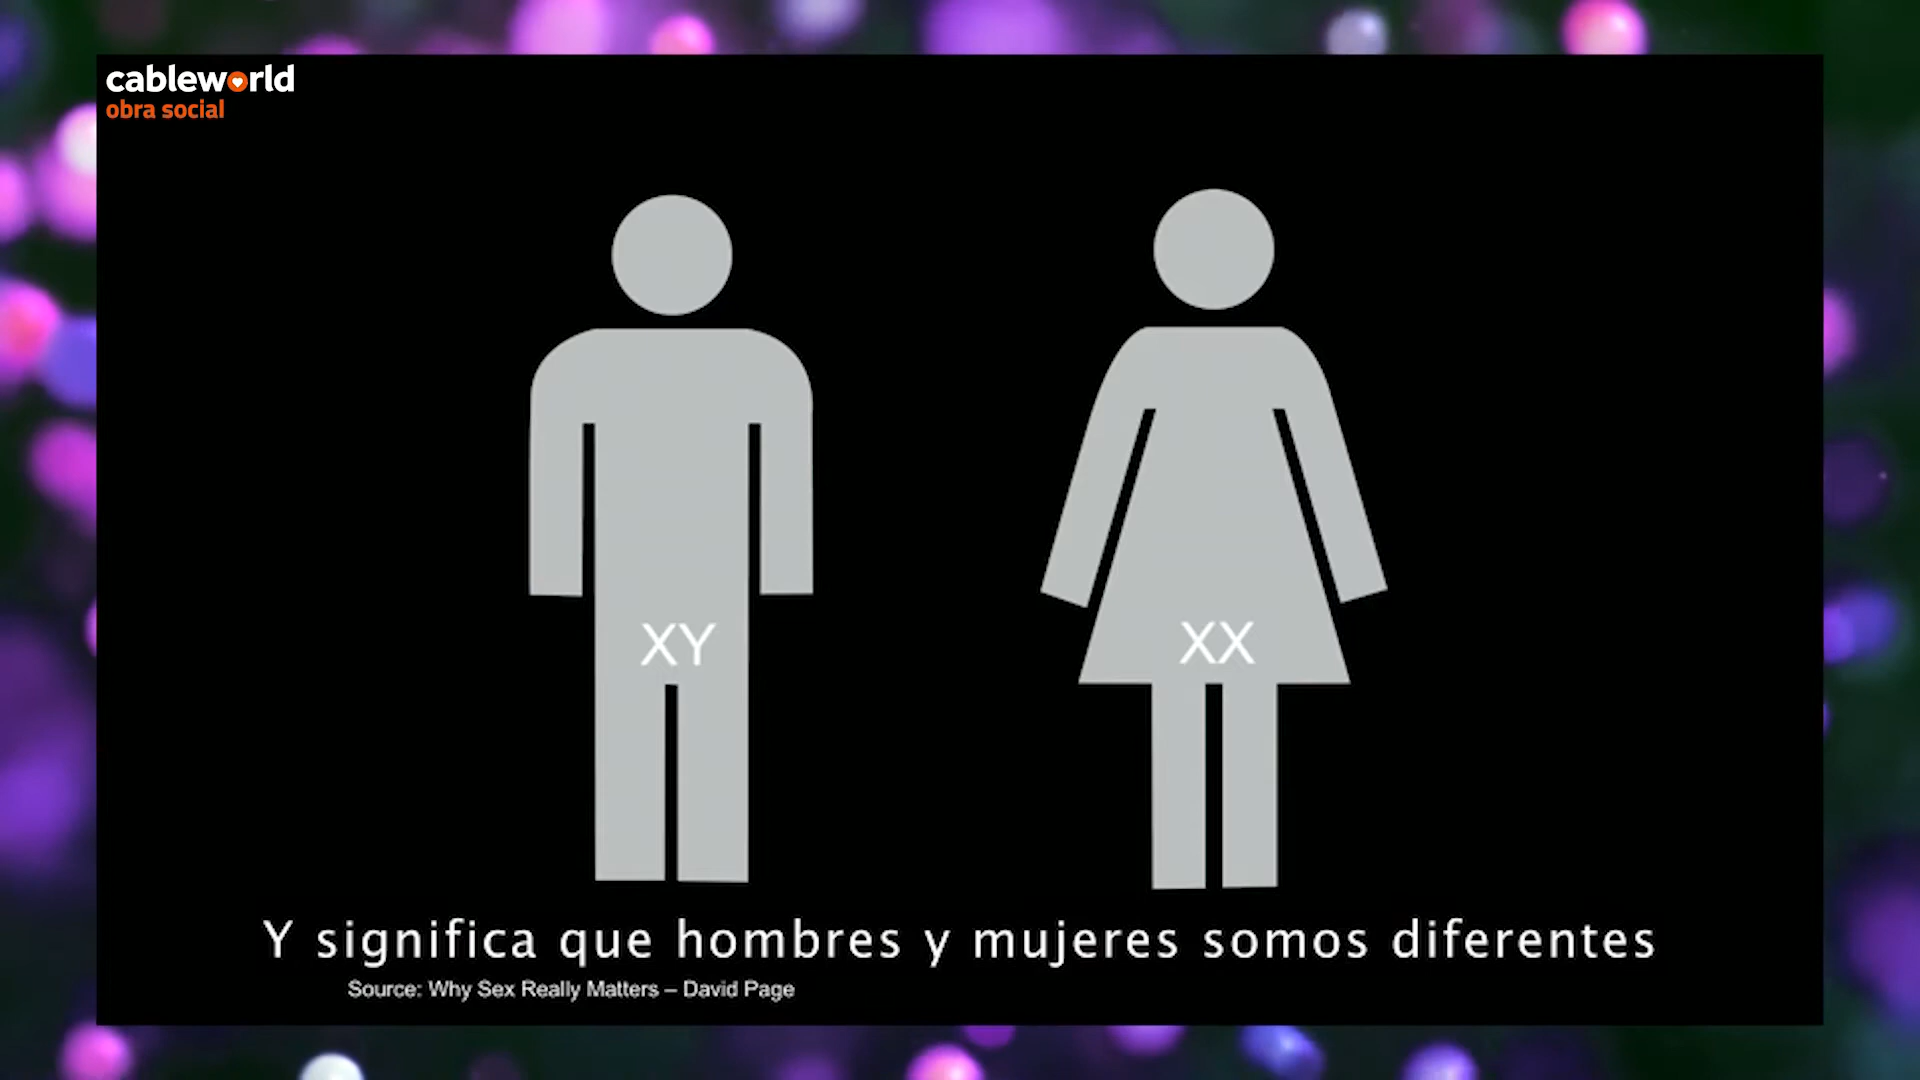 cableworld
obra social
XY
XX
Y significa que hombres y mujeres somos diferentes
Source: Why Sex Really Matters – David Page